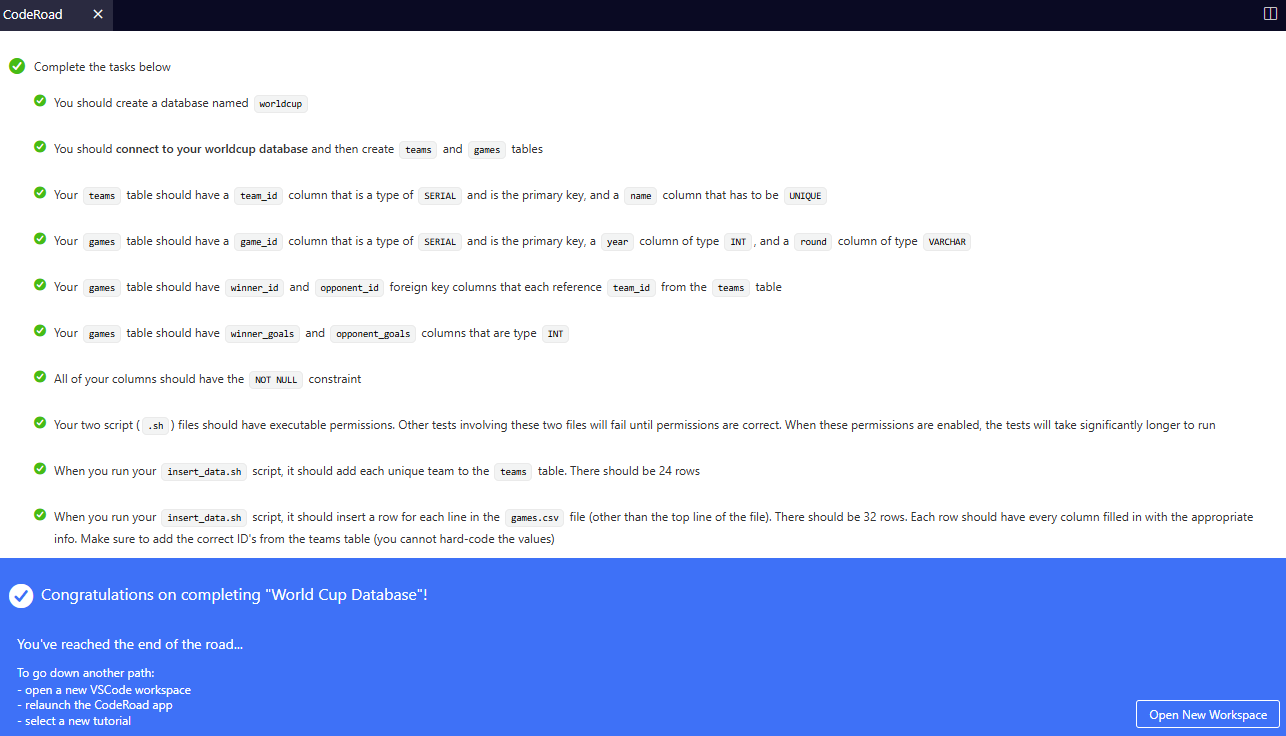 CodeRoad
Complete the tasks below
You should create a database named worldcup
You should connect to your worldcup database and then create teams and games tables
Your teams table should have a team_id column that is a type of SERIAL and is the primary key, and a name column that has to be UNIQUE
Your games table should have a game_id column that is a type of SERIAL and is the primary key, a year column of type INT , and a round column of type VARCHAR
Your games table should have winner_id and opponent_id foreign key columns that each reference team_id from the teams table
Your games table should have winner_goals and opponent_goals columns that are type INT
All of your columns should have the NOT NULL constraint
Your two script ( .sh ) files should have executable permissions. Other tests involving these two files will fail until permissions are correct. When these permissions are enabled, the tests will take significantly longer to run
When you run your insert_data.sh script, it should add each unique team to the teams table. There should be 24 rows
When you run your insert_data.sh script, it should insert a row for each line in the games.csv file (other than the top line of the file). There should be 32 rows. Each row should have every column filled in with the appropriate
info. Make sure to add the correct ID's from the teams table (you cannot hard-code the values)
Congratulations on completing "World Cup Database"!
You've reached the end of the road...
To go down another path:
- open a new VSCode workspace
- relaunch the CodeRoad app
- select a new tutorial
Open New Workspace